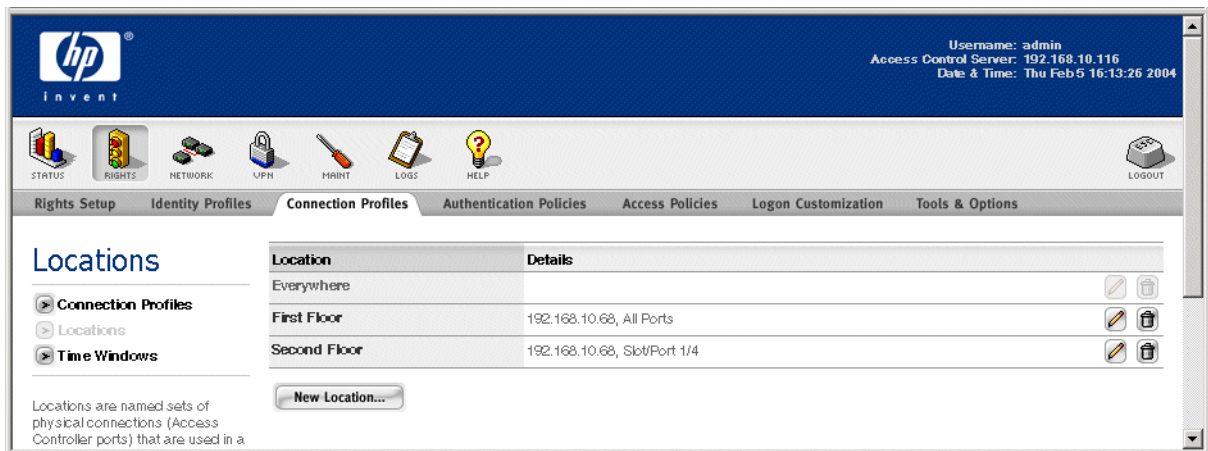 hp
®
invent
Username: admin
Access Control Server: 192.168.10.116
Date & Time: Thu Feb 5 16:13:26 2004
STATUS RIGHTS NETWORK VPN MAINT LOGS HELP LOGOUT
Rights Setup Identity Profiles Connection Profiles Authentication Policies Access Policies Logon Customization Tools & Options
Locations
Connection Profiles
Locations
Time Windows
Locations are named sets of
physical connections (Access
Controller ports) that are used in a
Location Details
Everywhere
First Floor 192.168.10.68, All Ports
Second Floor 192.168.10.68, Slot/Port 1/4
New Location...